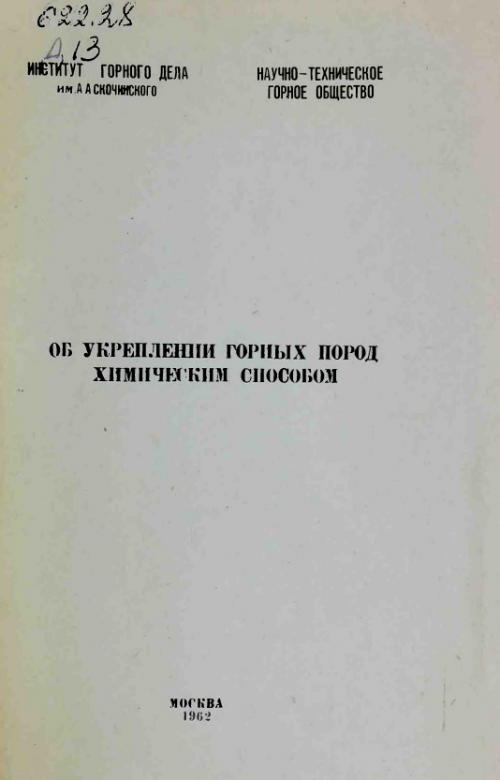 622.28
Д13
ИНСТИТУТ ГОРНОГО ДЕЛА
им. А А СКОЧИНСКОГО
НАУЧНО-ТЕХНИЧЕСКОЕ
ГОРНОЕ ОБЩЕСТВО
ОБ УКРЕПЛЕНИИ ГОРНЫХ ПОРОД
ХИМИЧЕСКИМ СПОСОБОМ
МОСКВА
1962